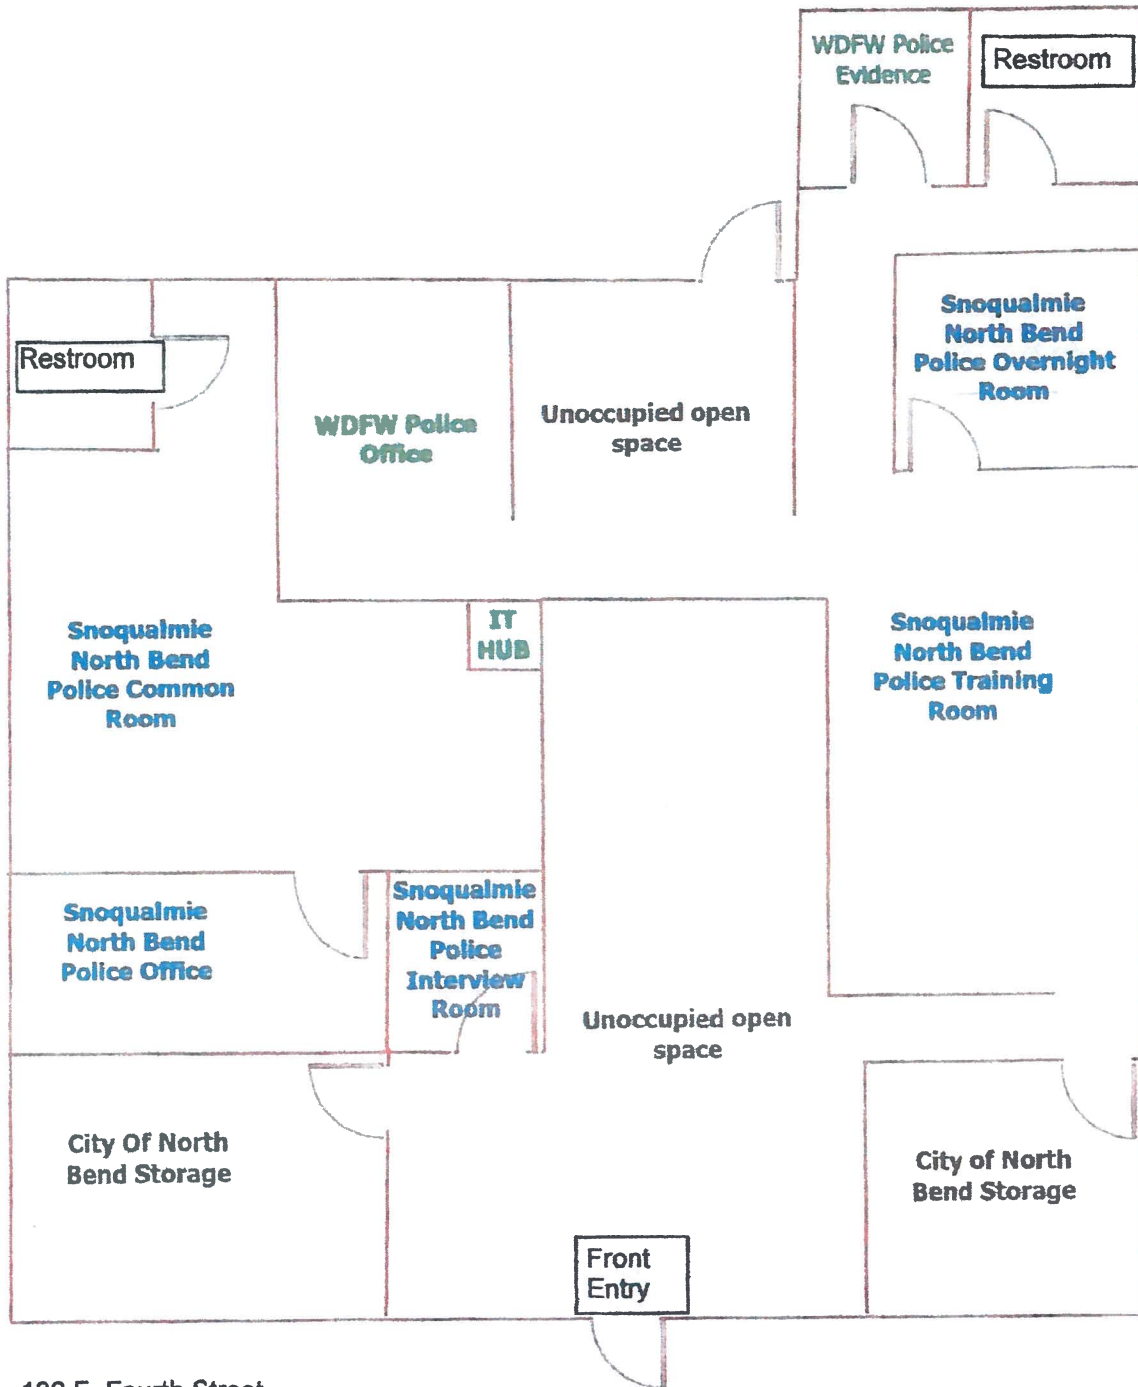 WDFW Police
Evidence
Restroom
Snoqualmie
North Bend
Police Overnight
Room
Restroom
WDFW Police
Office
Unoccupied open
space
IT
HUB
Snoqualmie
North Bend
Police Common
Room
Snoqualmie
North Bend
Police Training
Room
Snoqualmie
North Bend
Police Office
Snoqualmie
North Bend
Police
Interview
Room
Unoccupied open
space
City Of North
Bend Storage
City of North
Bend Storage
Front
Entry
E. Fourth Street